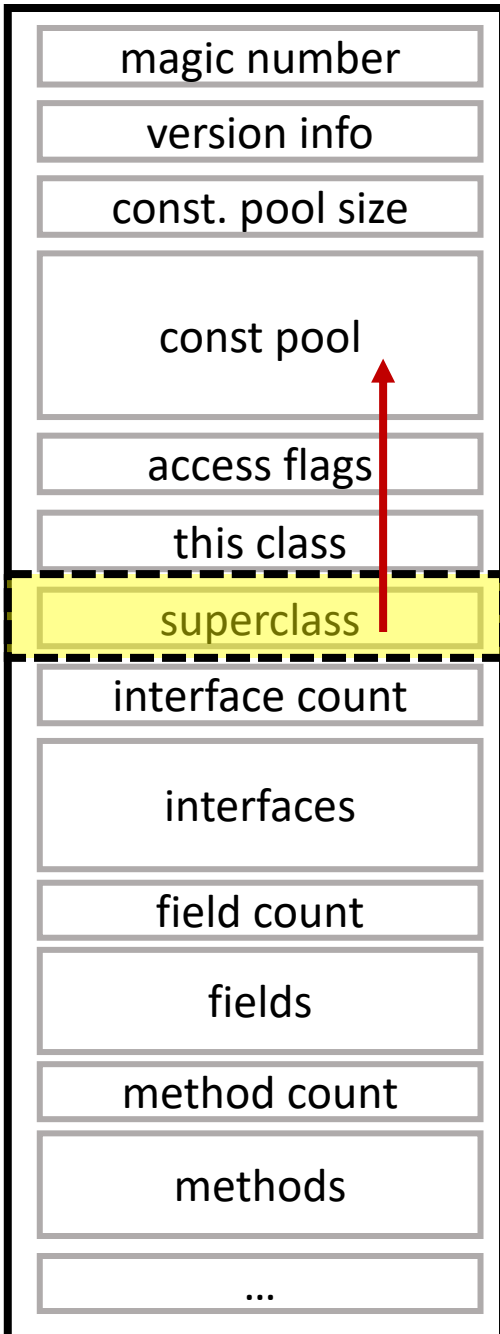 magic number
version info
const. pool size
const pool
access flags
this class
superclass
interface count
interfaces
field count
fields
method count
methods
...